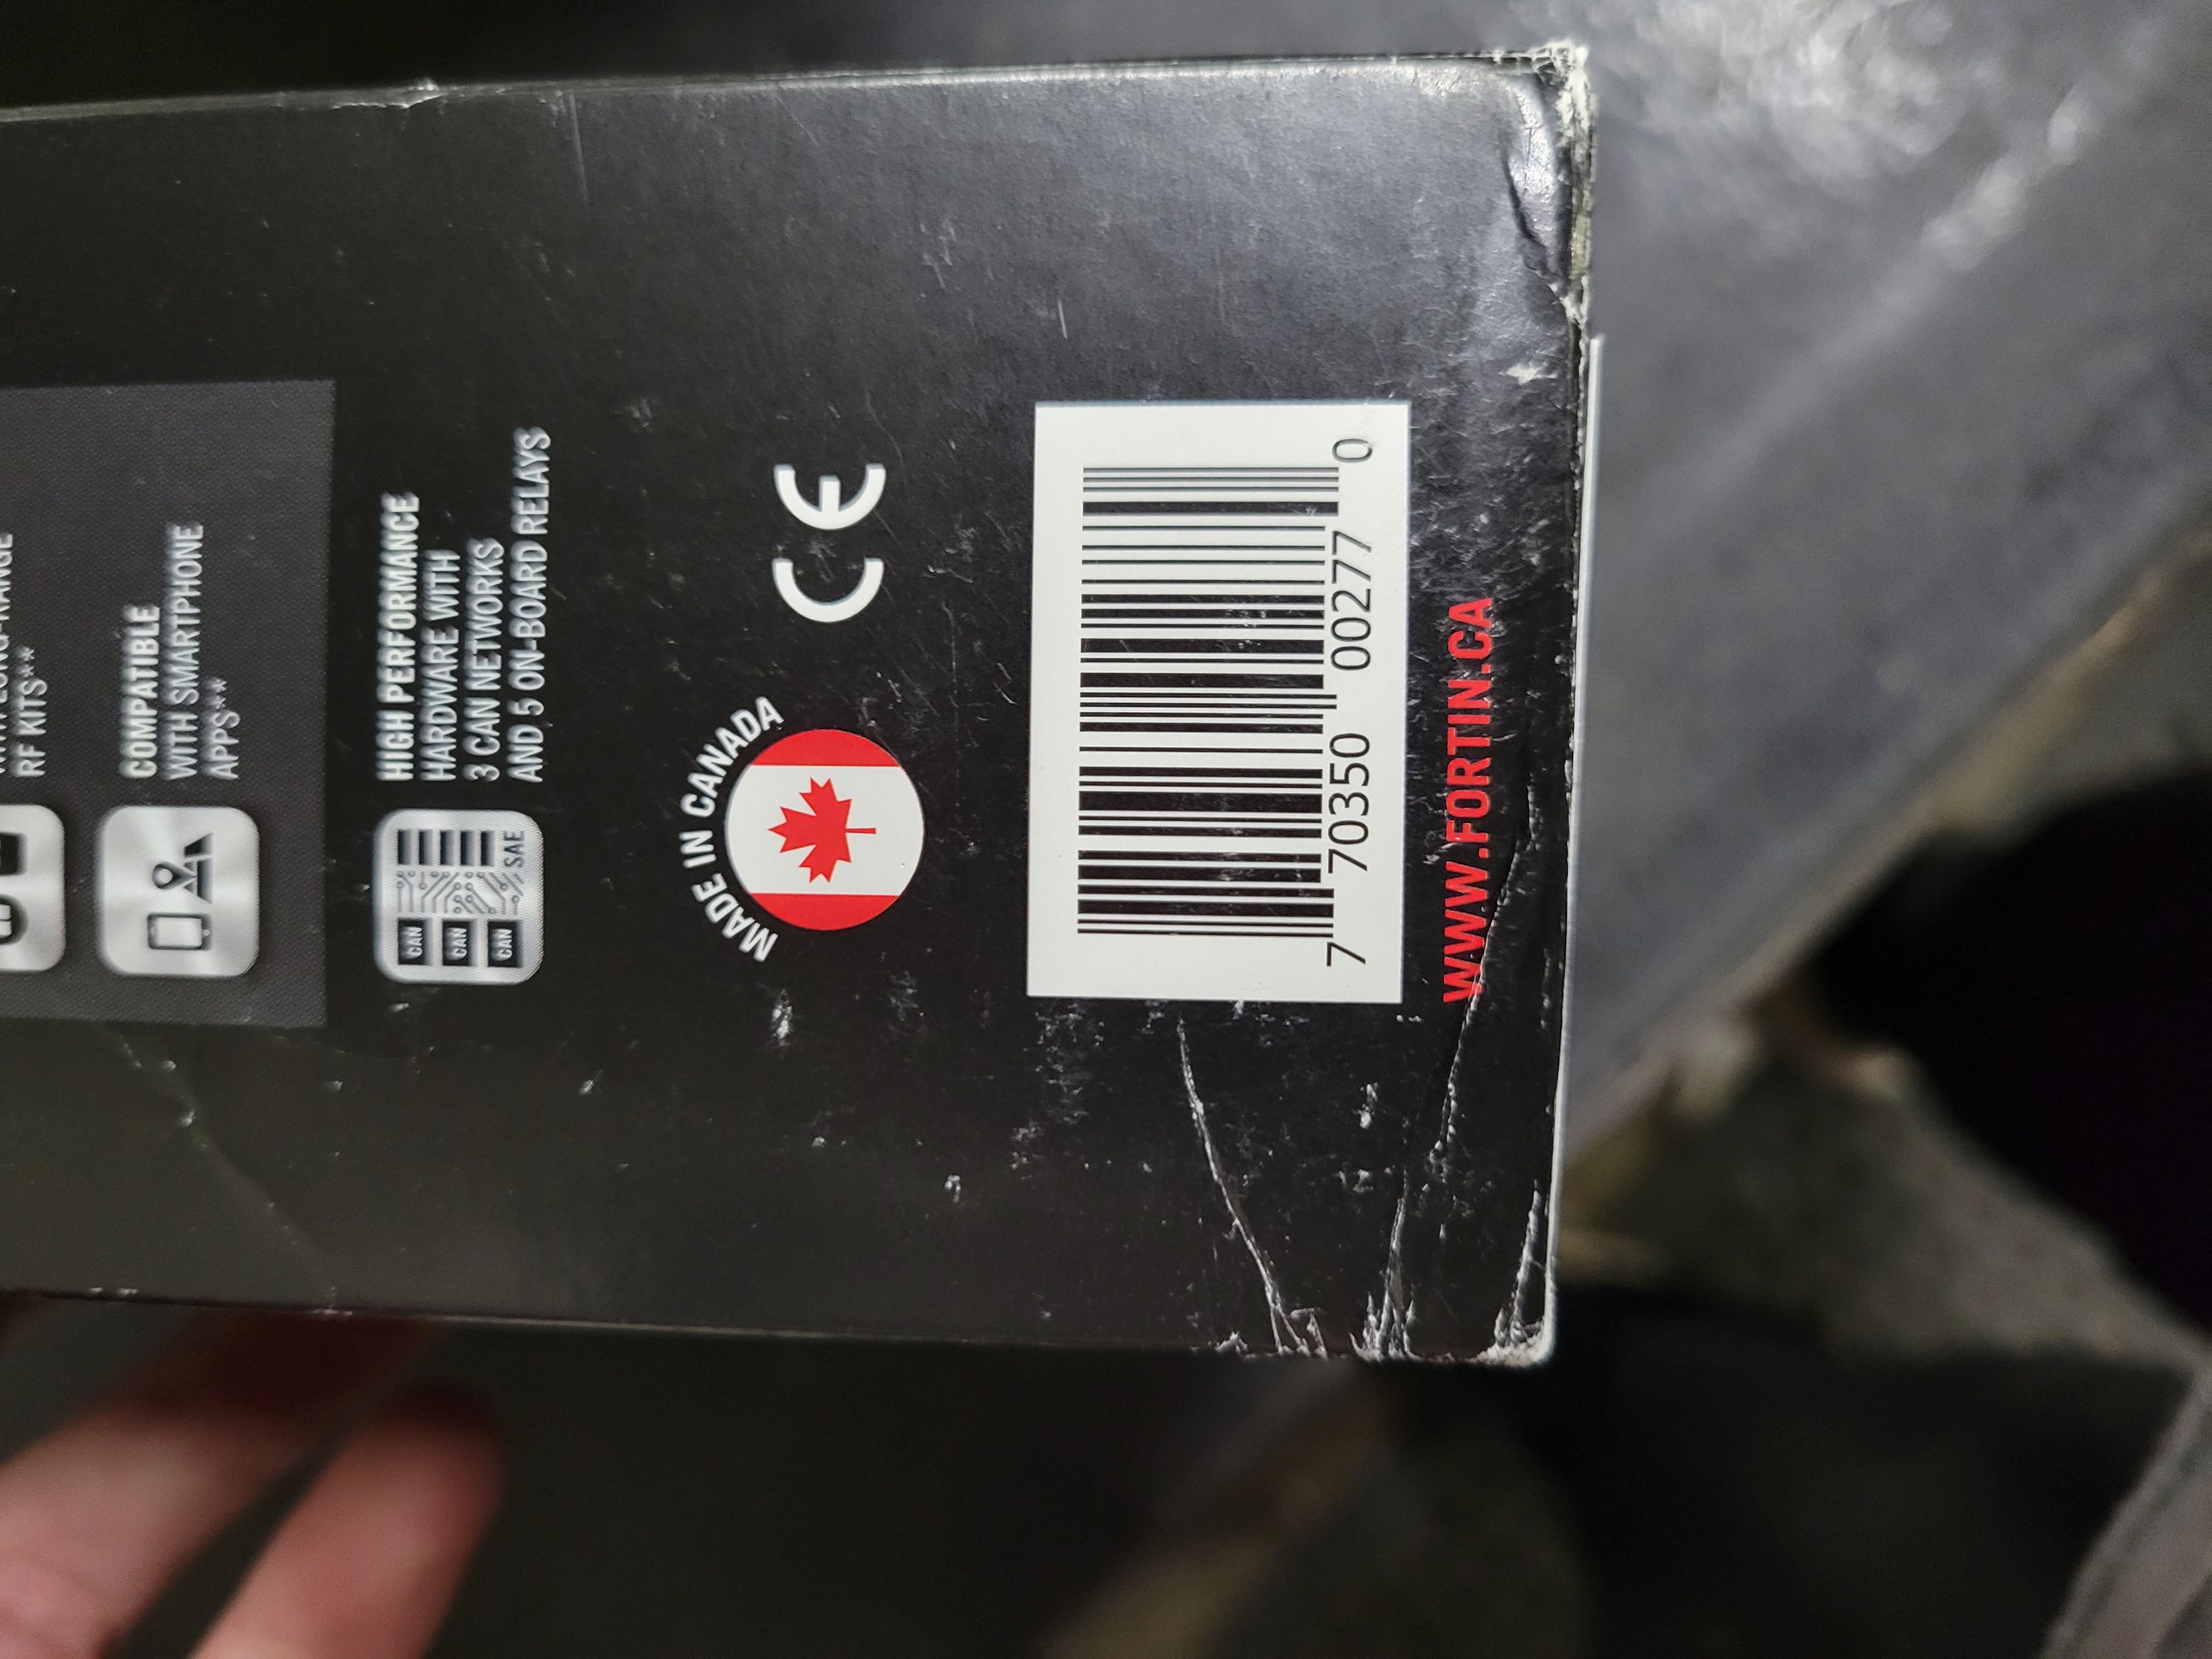 RF KITS**
COMPATIBLE
WITH SMARTPHONE
APPS**
CAN
CAN
CAN
SAE
HIGH PERFORMANCE
HARDWARE WITH
3 CAN NETWORKS
AND 5 ON-BOARD RELAYS
MADE IN CANADA
CE
7 70350 00277 0
WWW.FORTIN.CA